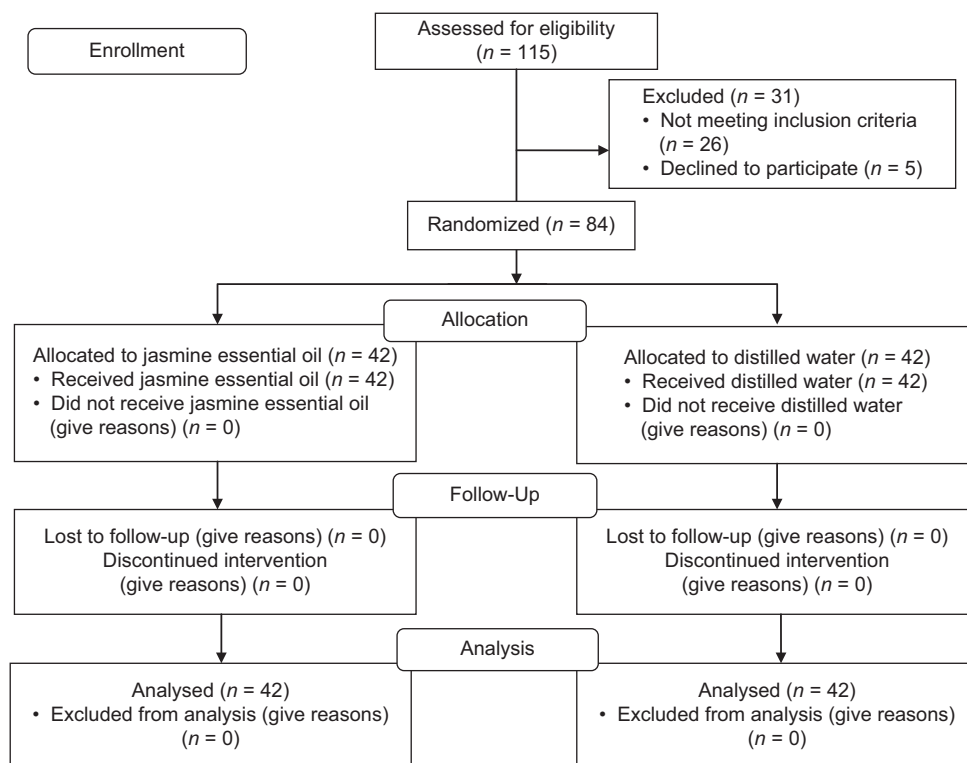 Enrollment
Assessed for eligibility
(n = 115)
Excluded (n = 31)
• Not meeting inclusion criteria
(n = 26)
• Declined to participate (n = 5)
Randomized (n = 84)
Allocation
Allocated to jasmine essential oil (n = 42)
• Received jasmine essential oil (n = 42)
• Did not receive jasmine essential oil
(give reasons) (n = 0)
Allocated to distilled water (n = 42)
• Received distilled water (n = 42)
• Did not receive distilled water
(give reasons) (n = 0)
Follow-Up
Lost to follow-up (give reasons) (n = 0)
Discontinued intervention
(give reasons) (n = 0)
Lost to follow-up (give reasons) (n = 0)
Discontinued intervention
(give reasons) (n = 0)
Analysis
Analysed (n = 42)
• Excluded from analysis (give reasons)
(n = 0)
Analysed (n = 42)
• Excluded from analysis (give reasons)
(n = 0)